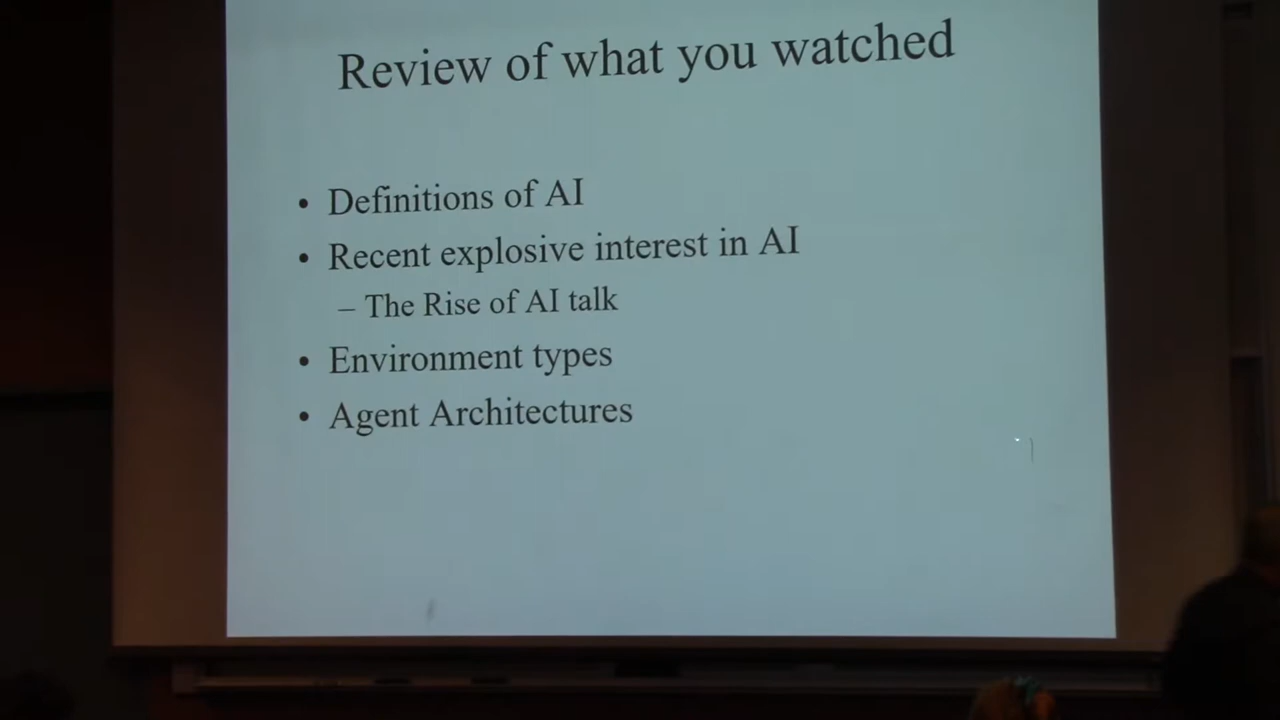 Review of what you watched
• Definitions of AI
• Recent explosive interest in AI
– The Rise of AI talk
• Environment types
• Agent Architectures